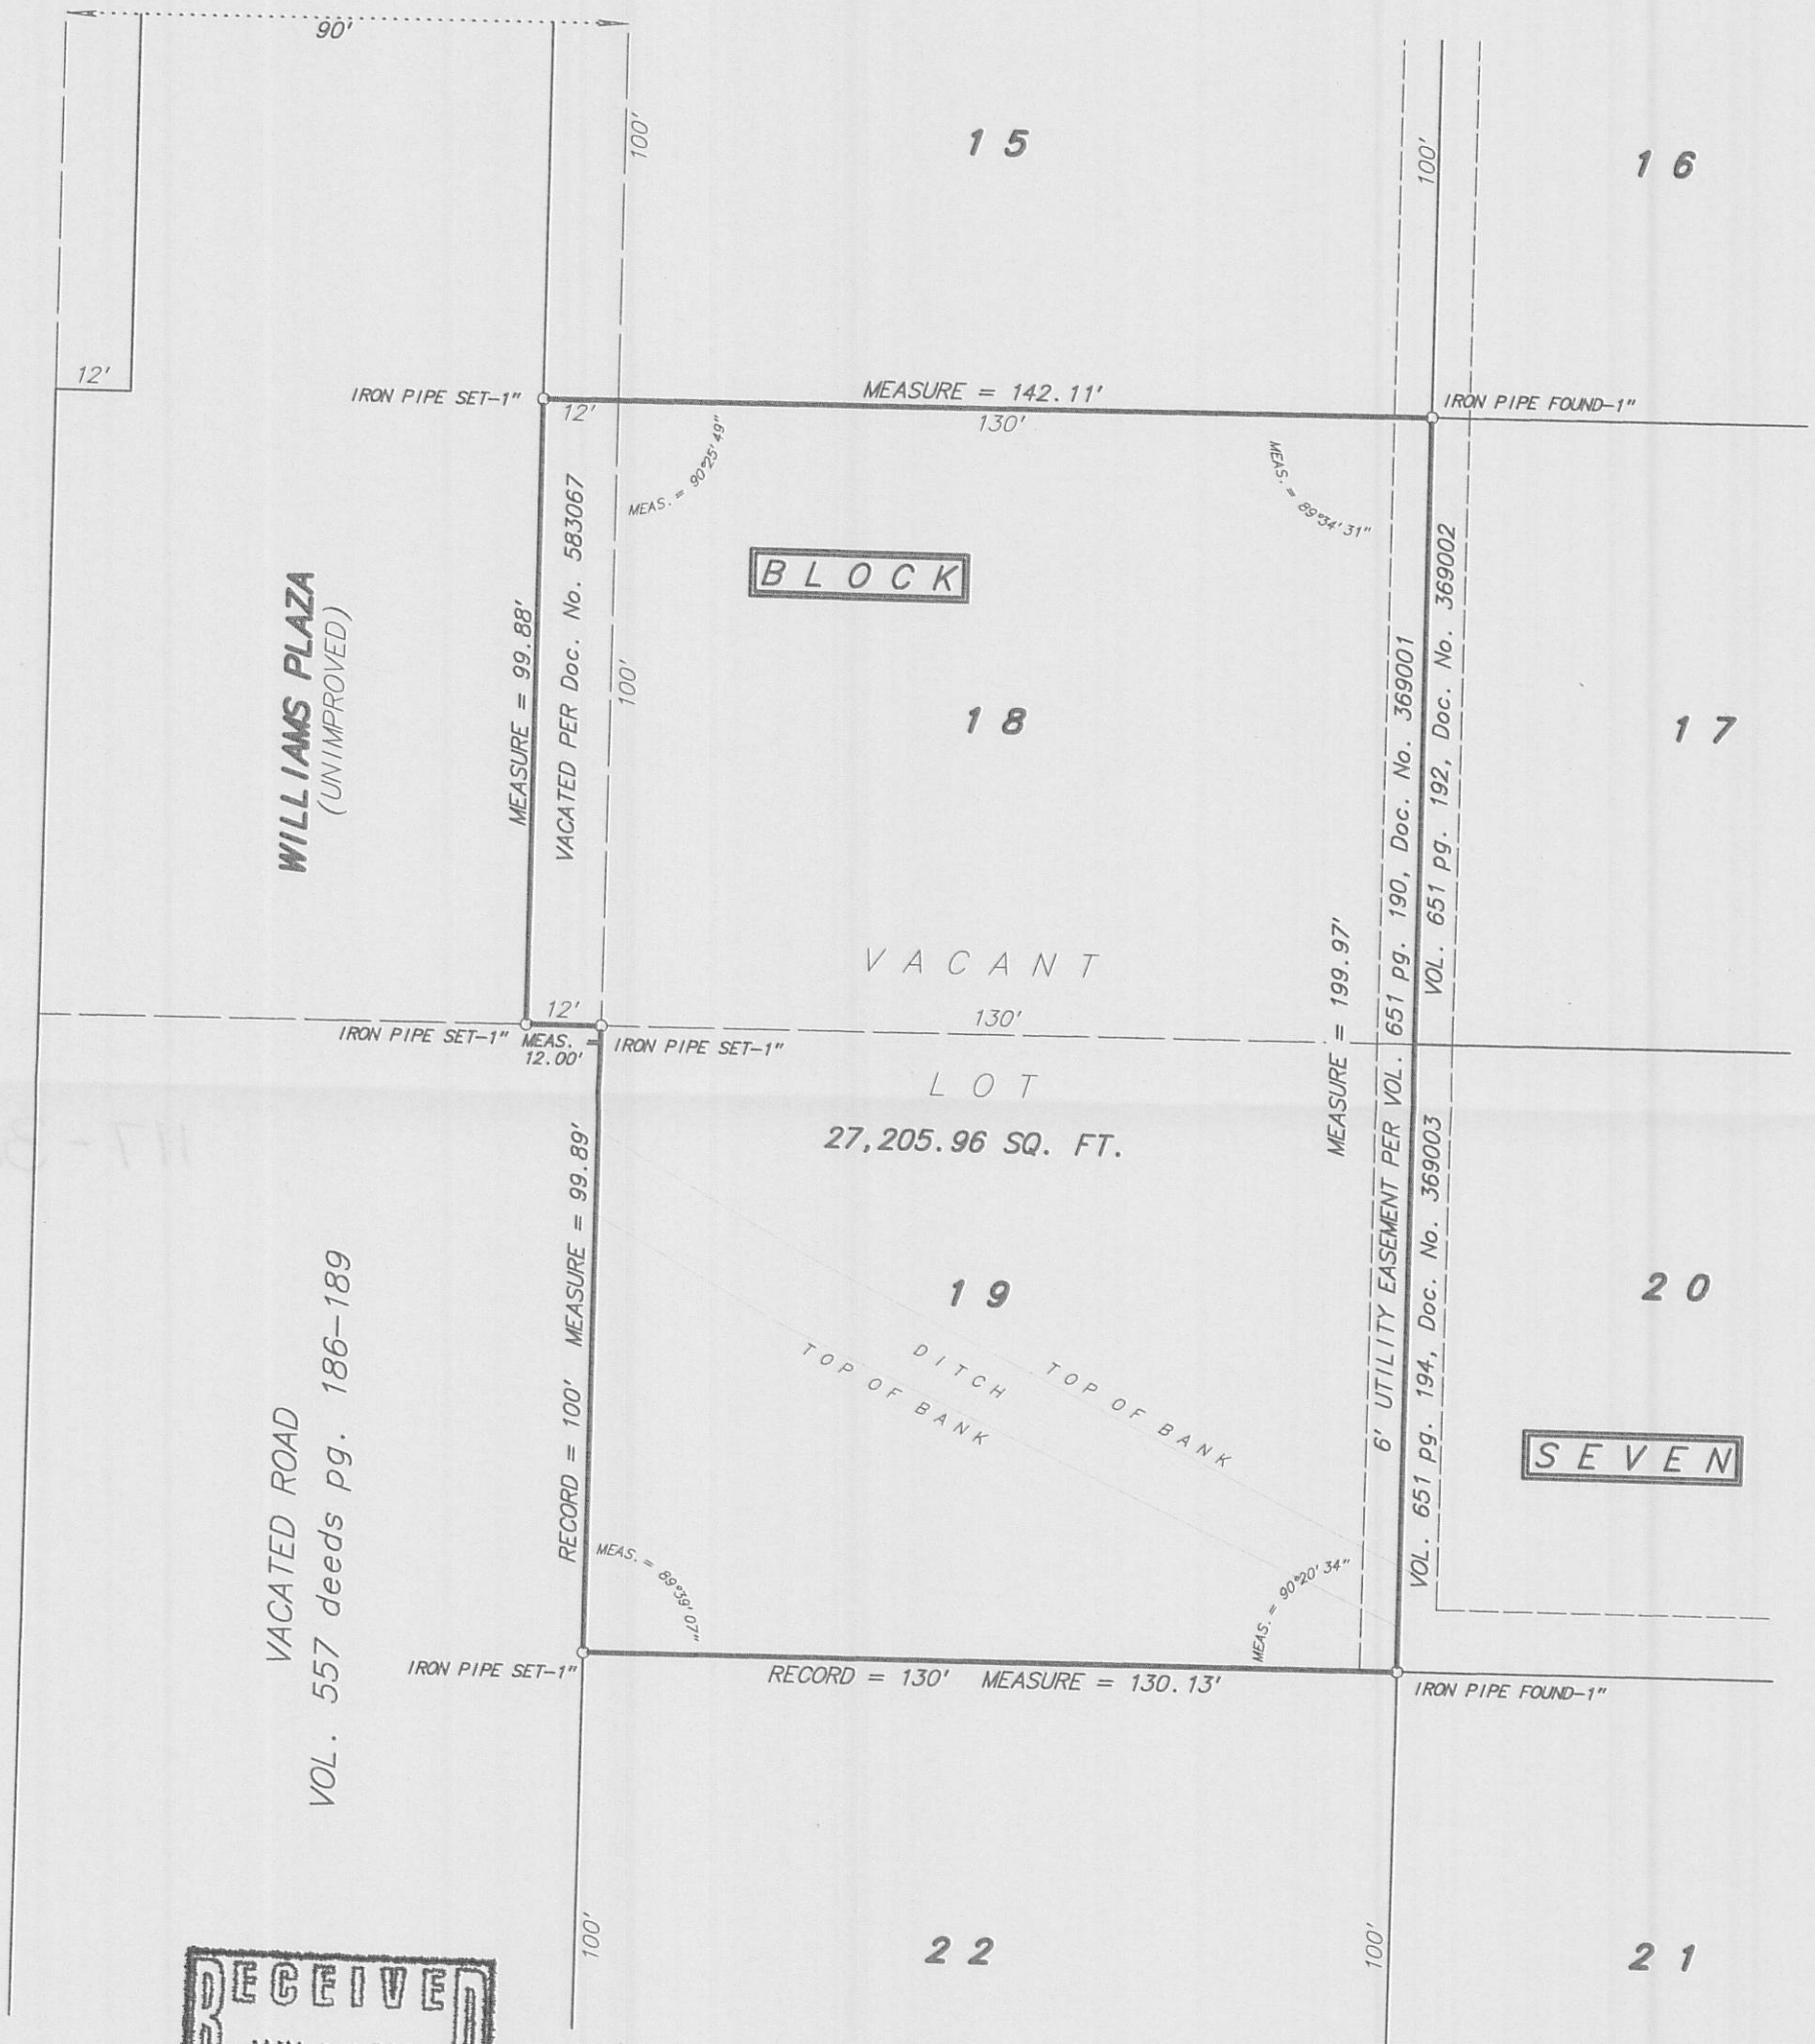 90'
100'
15
100'
16
12'
IRON PIPE SET-1"
12'
MEASURE = 142.11'
130'
IRON PIPE FOUND-1"
MEAS. = 90°25'49"
MEAS. = 89°34'31"
BLOCK
WILLIAMS PLAZA
(UNIMPROVED)
MEASURE = 99.88'
VACATED PER Doc. No. 583067
100'
18
17
6' UTILITY EASEMENT PER VOL. 651 pg. 190, Doc. No. 369001
VOL. 651 pg. 192, Doc. No. 369002
VACANT
12'
130'
MEASURE = 199.97'
IRON PIPE SET-1"
MEAS. =
12.00'
IRON PIPE SET-1"
LOT
27,205.96 SQ. FT.
RECORD = 100' MEASURE = 99.89'
VOL. 651 pg. 194, Doc. No. 369003
19
20
TOP OF BANK
DITCH
TOP OF BANK
SEVEN
VACATED ROAD
VOL. 557 deeds pg. 186-189
MEAS. = 89°39'07"
MEAS. = 90°20'34"
IRON PIPE SET-1"
RECORD = 130' MEASURE = 130.13'
IRON PIPE FOUND-1"
100'
22
100'
21
RECEIVED